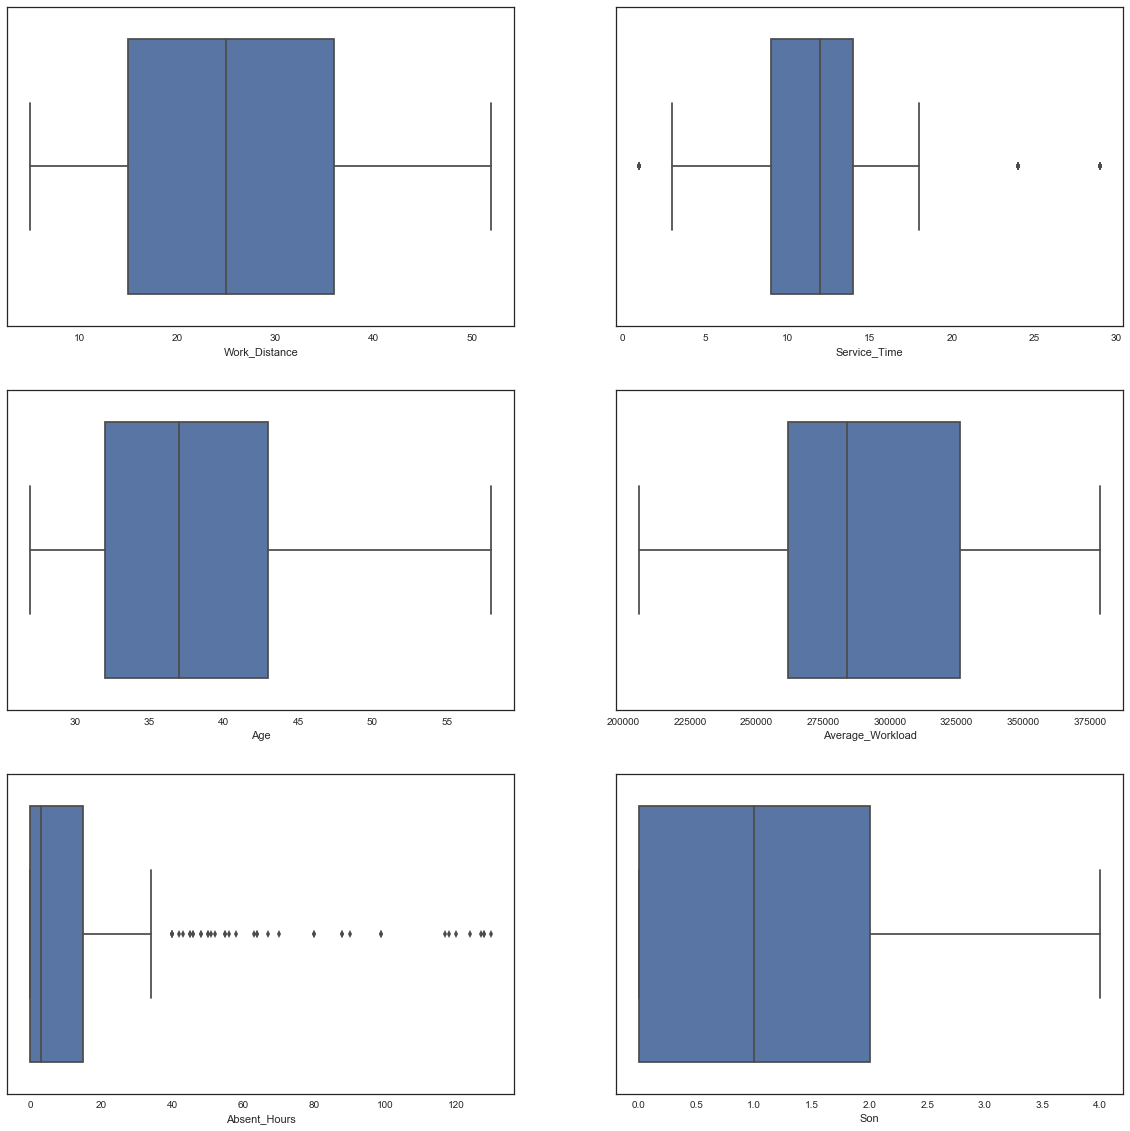 10 20 30 40 50
Work_Distance
0 5 10 15 20 25 30
Service_Time
30 35 40 45 50 55
Age
200000 225000 250000 275000 300000 325000 350000 375000
Average_Workload
0 20 40 60 80 100 120
Absent_Hours
0.0 0.5 1.0 1.5 2.0 2.5 3.0 3.5 4.0
Son